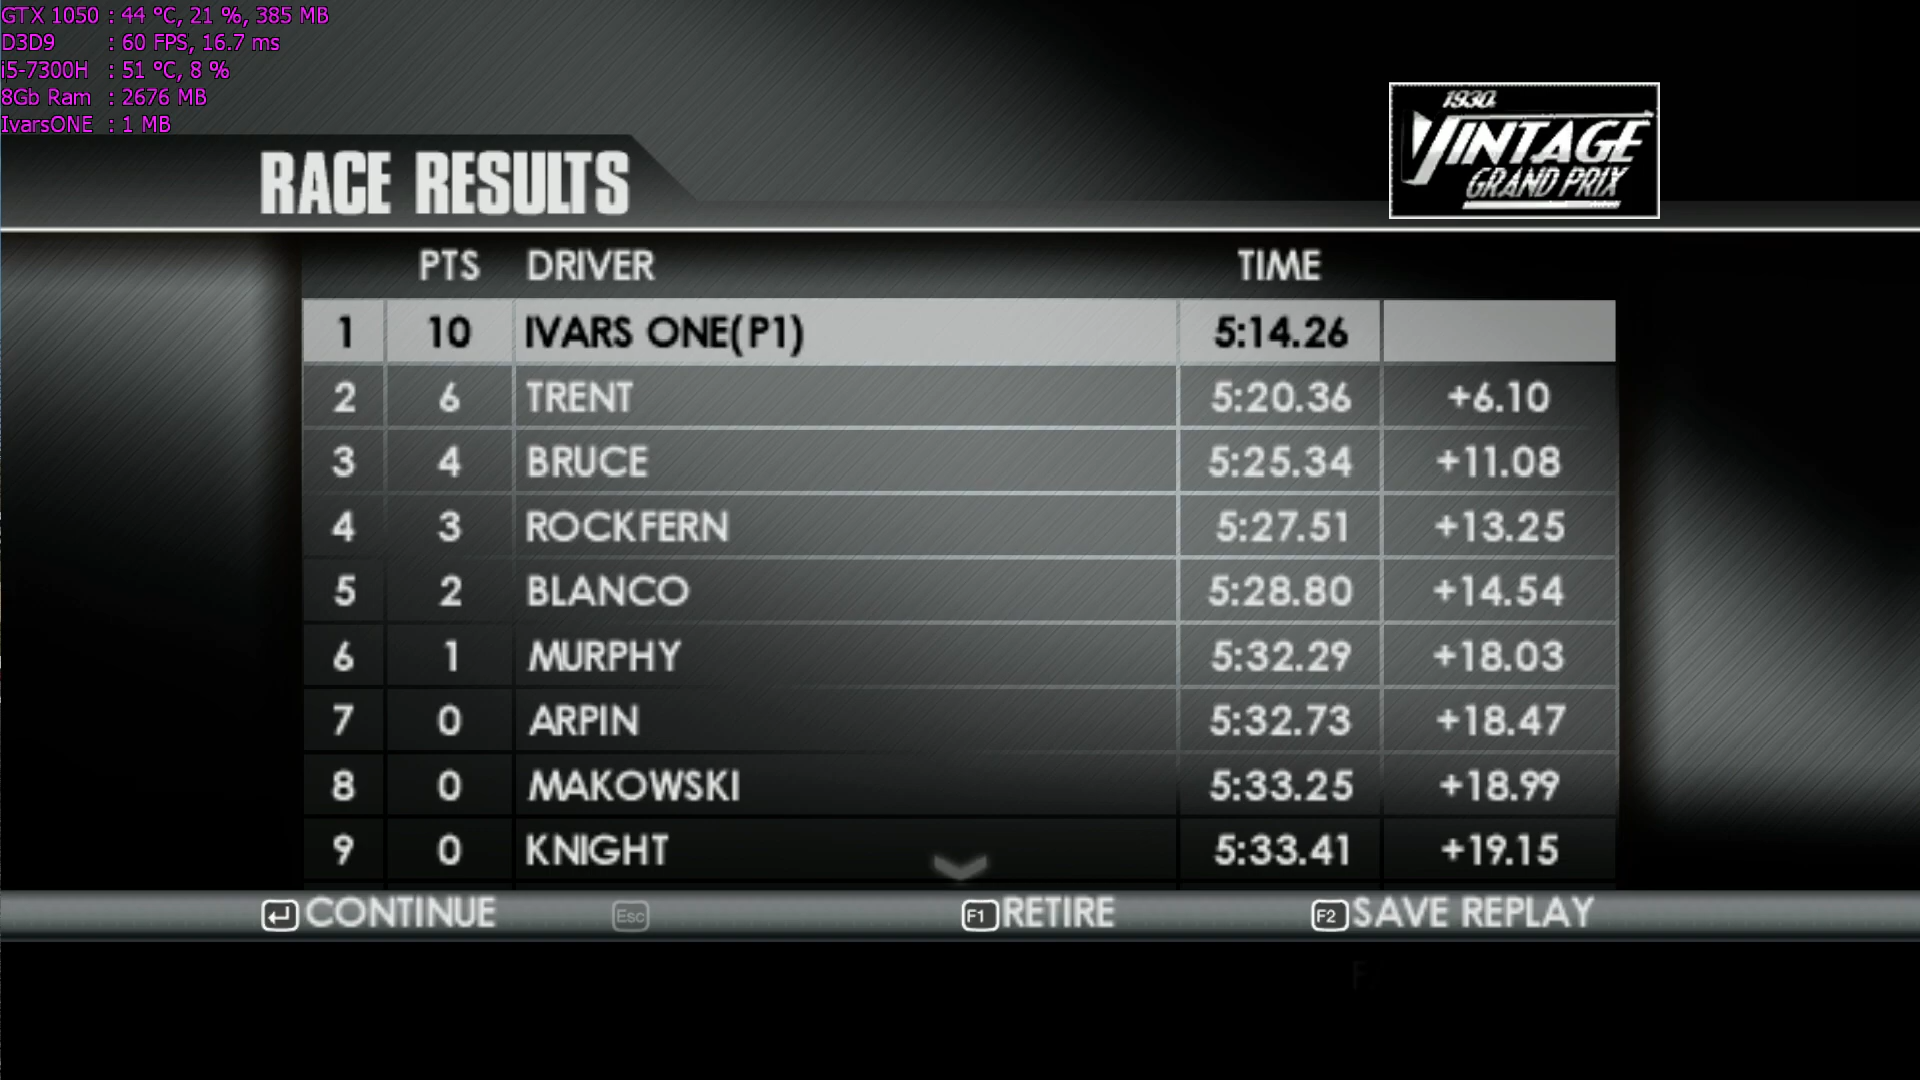 GTX 1050 : 44 °C, 21 %, 385 MB
D3D9 : 60 FPS, 16.7 ms
i5-7300H : 51 °C, 8 %
8Gb Ram : 2676 MB
IvarsONE : 1 MB
1930.
VINTAGE
GRAND PRIX
RACE RESULTS
PTS DRIVER TIME
1 10 IVARS ONE(P1) 5:14.26
2 6 TRENT 5:20.36 +6.10
3 4 BRUCE 5:25.34 +11.08
4 3 ROCKFERN 5:27.51 +13.25
5 2 BLANCO 5:28.80 +14.54
6 1 MURPHY 5:32.29 +18.03
7 0 ARPIN 5:32.73 +18.47
8 0 MAKOWSKI 5:33.25 +18.99
9 0 KNIGHT 5:33.41 +19.15
CONTINUE Esc F1 RETIRE F2 SAVE REPLAY